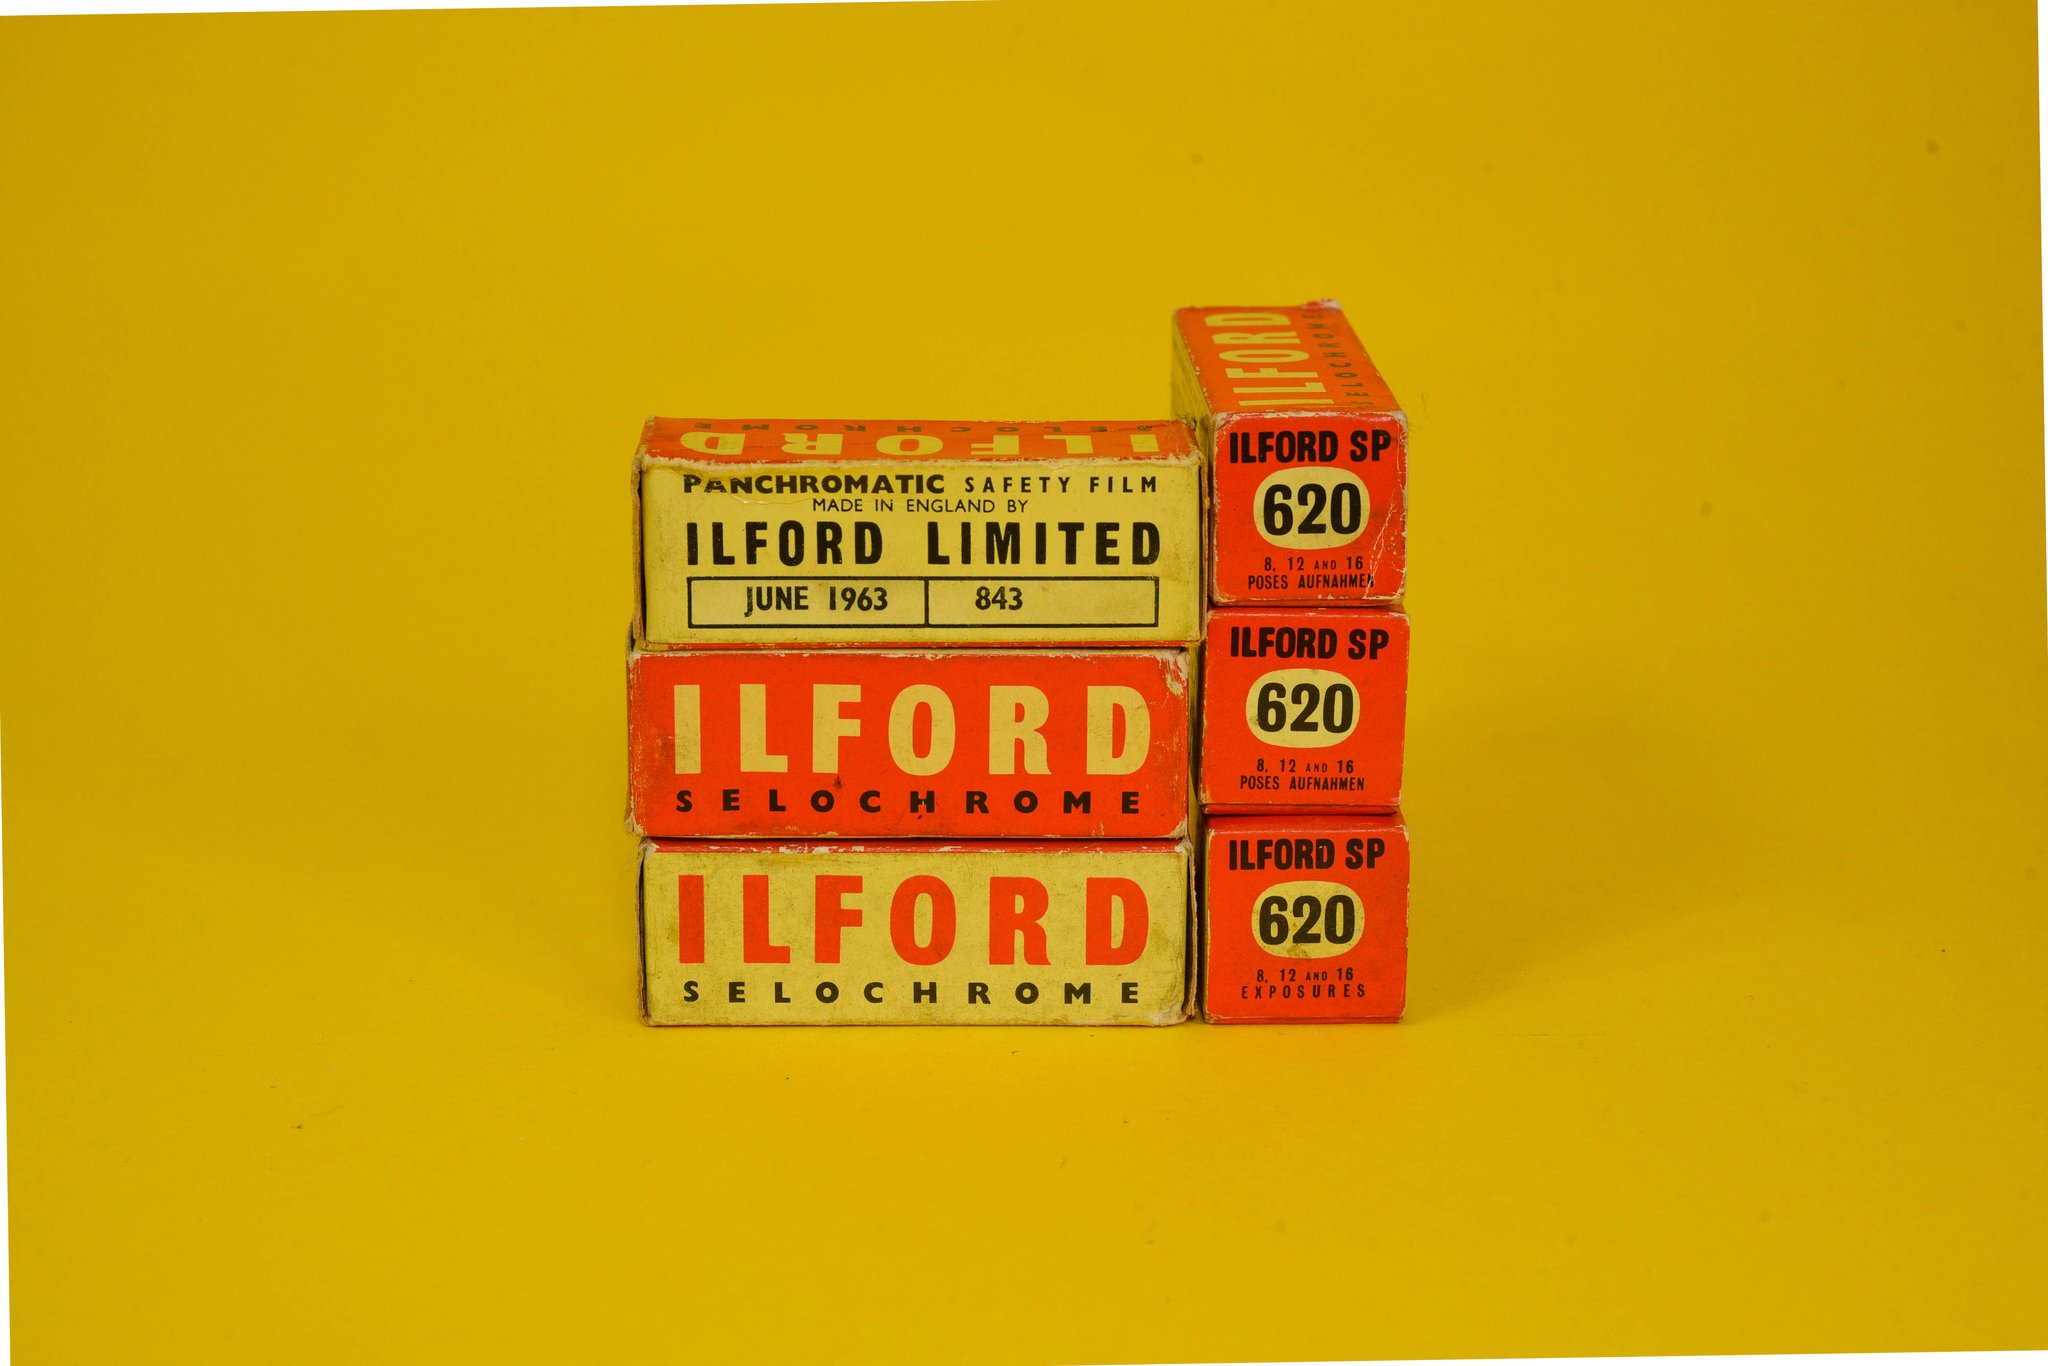 ILFORD
SELOCHROME
PANCHROMATIC SAFETY FILM
MADE IN ENGLAND BY
ILFORD LIMITED
JUNE 1963 843
ILFORD
SELOCHROME
ILFORD
SELOCHROME
ILFORD
SELOCHROME
ILFORD SP
620
8, 12 AND 16
POSES AUFNAHMEN
ILFORD SP
620
8, 12 AND 16
POSES AUFNAHMEN
ILFORD SP
620
8, 12 AND 16
EXPOSURES